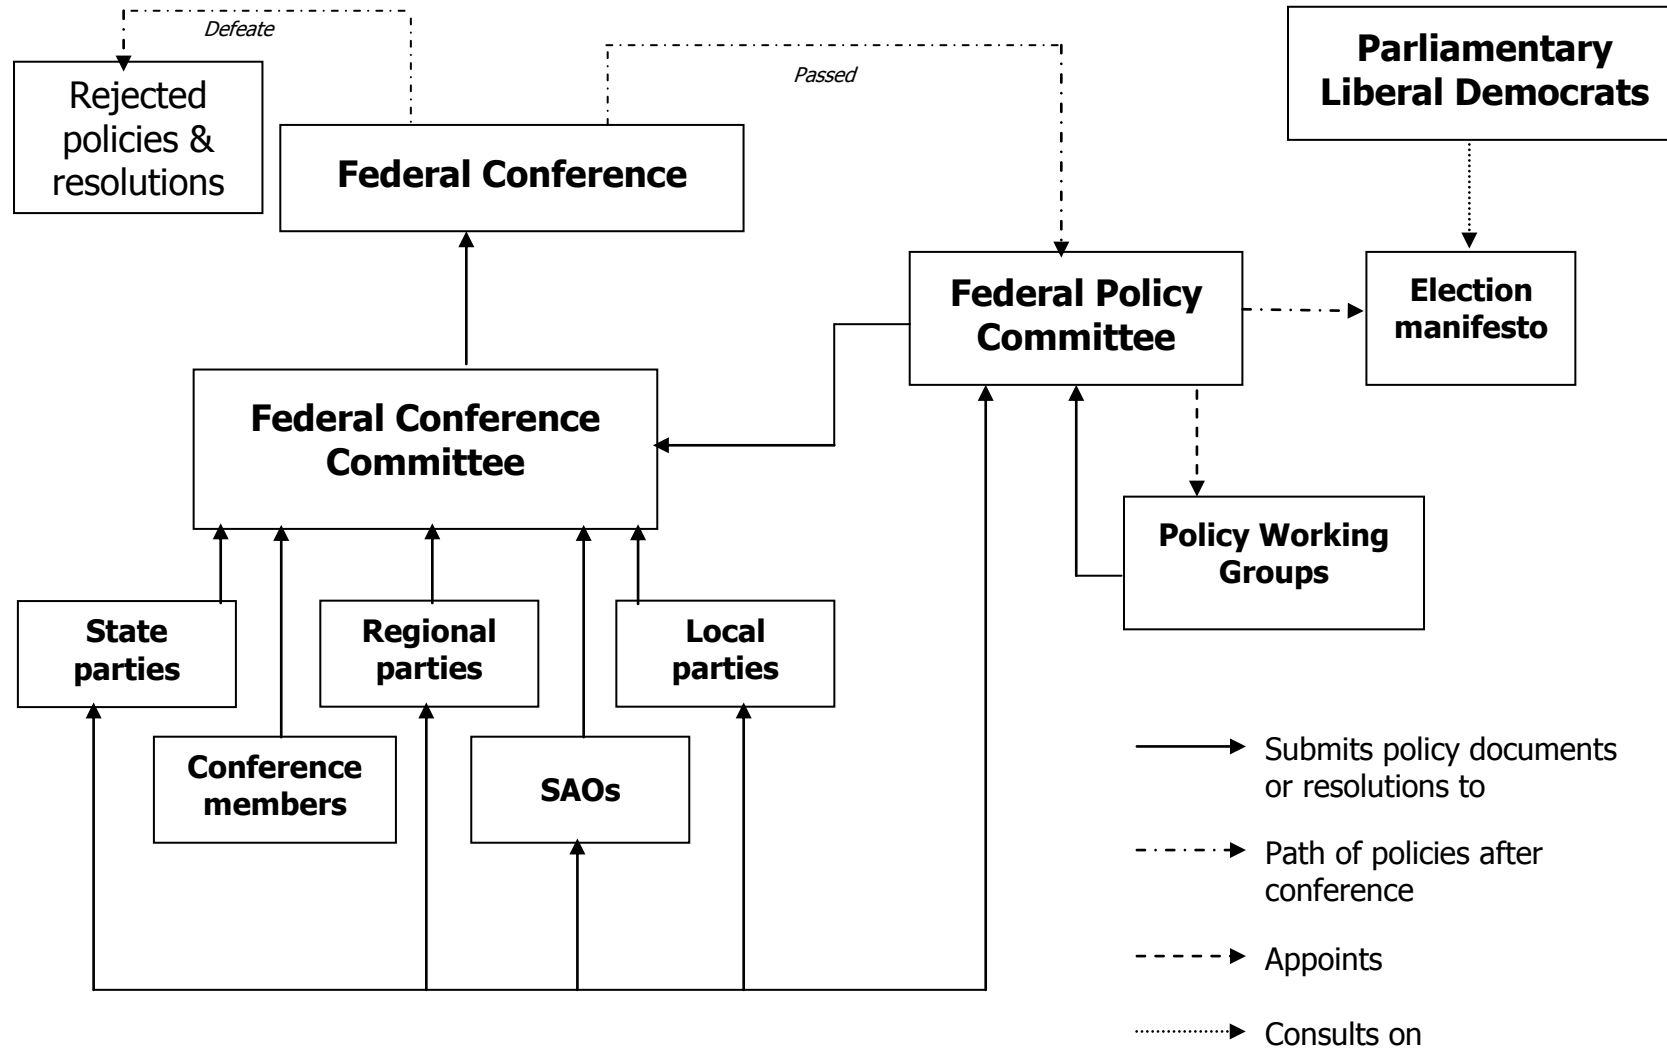 Defeate
Passed
Rejected
policies &
resolutions
Federal Conference
Parliamentary
Liberal Democrats
Federal Policy
Committee
Election
manifesto
Federal Conference
Committee
Policy Working
Groups
State
parties
Regional
parties
Local
parties
Conference
members
SAOs
Submits policy documents
or resolutions to
Path of policies after
conference
Appoints
Consults on